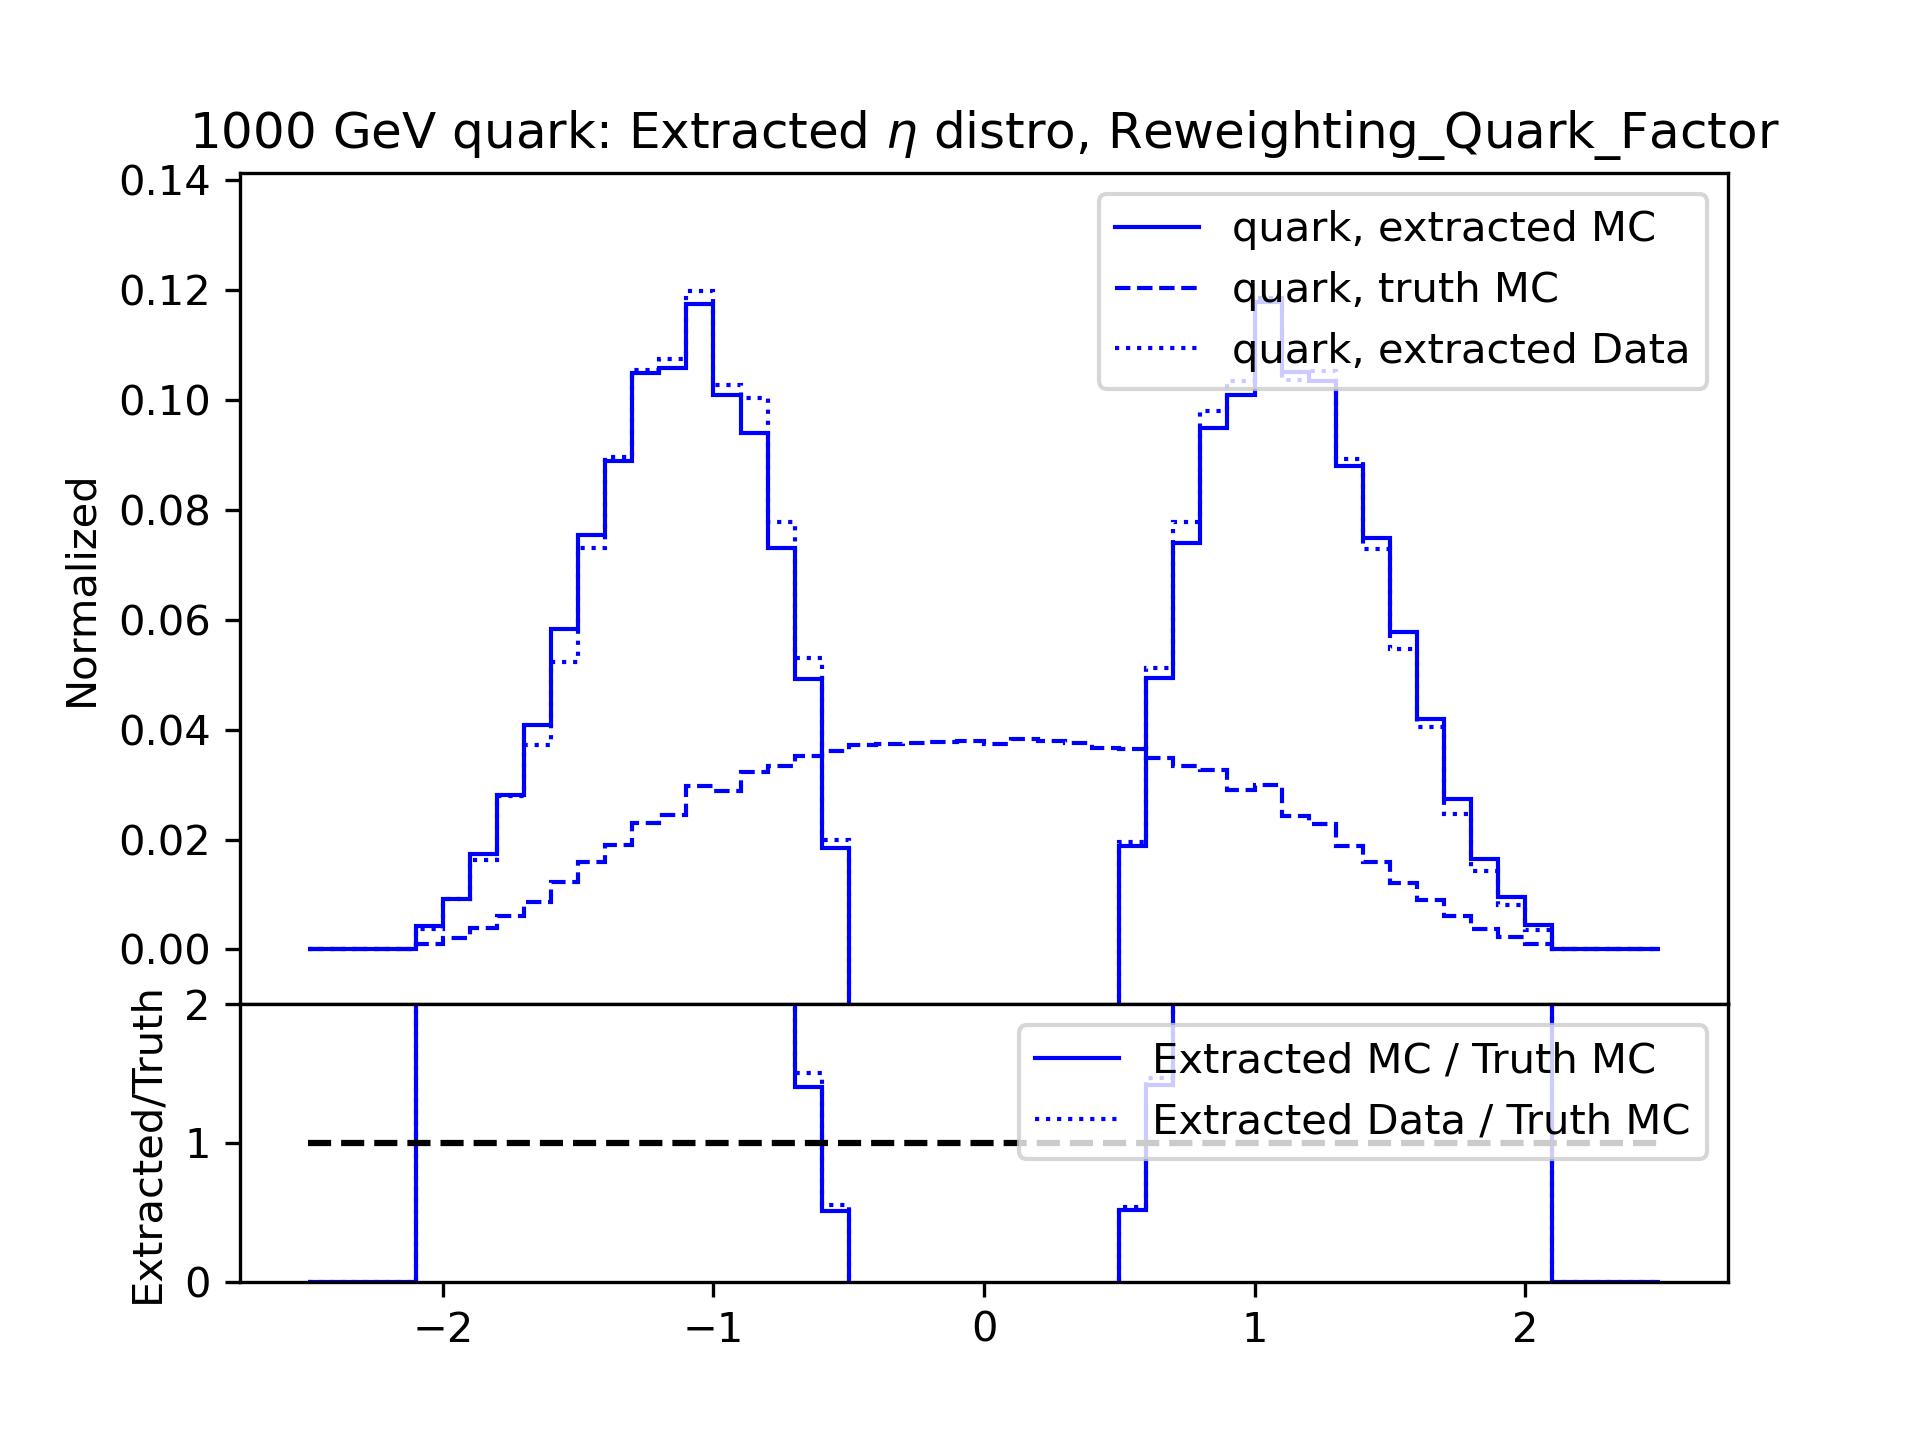 1000 GeV quark: Extracted η distro, Reweighting_Quark_Factor
0.14
0.12
0.10
0.08
0.06
0.04
0.02
0.00
Normalized
quark, extracted MC
quark, truth MC
quark, extracted Data
2
1
0
Extracted/Truth
Extracted MC / Truth MC
Extracted Data / Truth MC
−2 −1 0 1 2